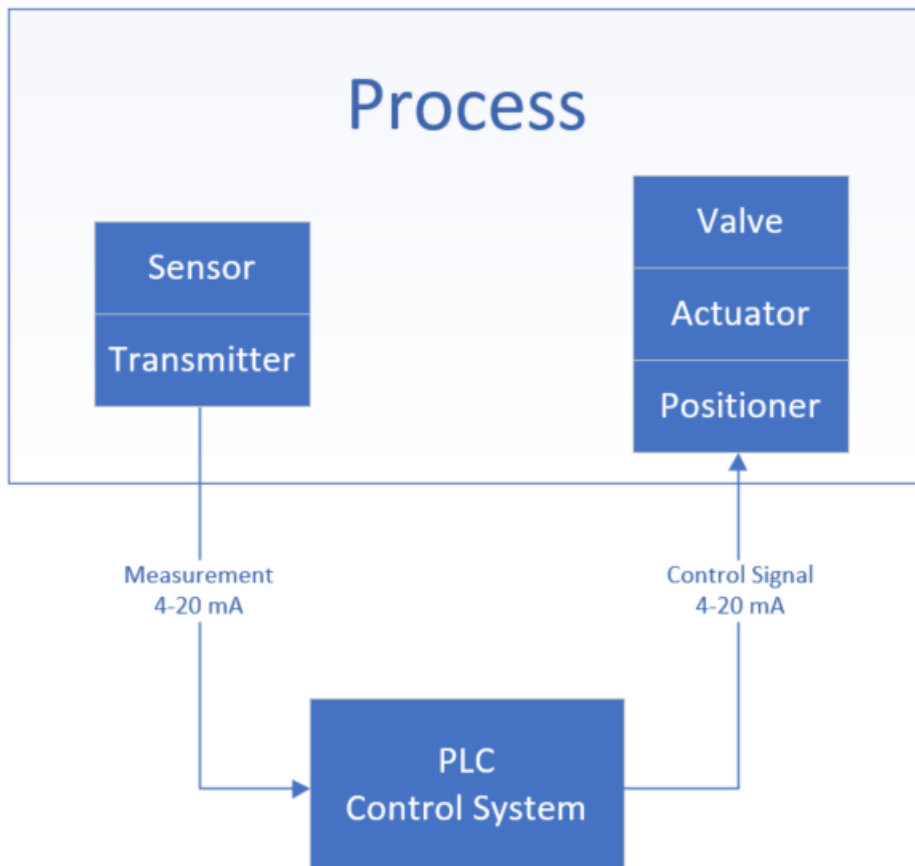 Process
Sensor
Transmitter
Valve
Actuator
Positioner
Measurement
4-20 mA
Control Signal
4-20 mA
PLC
Control System